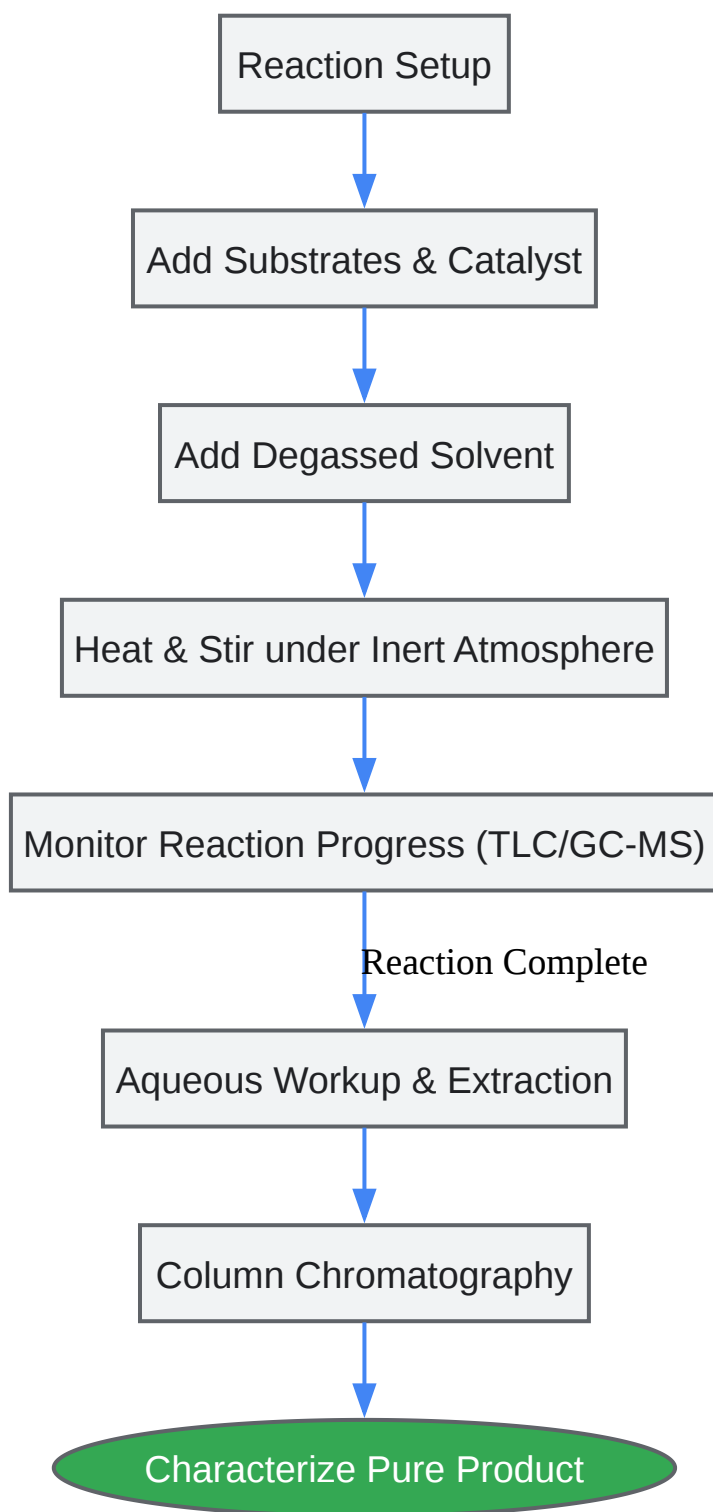 Reaction Setup
Add Substrates & Catalyst
Add Degassed Solvent
Heat & Stir under Inert Atmosphere
Monitor Reaction Progress (TLC/GC-MS)
Reaction Complete
Aqueous Workup & Extraction
Column Chromatography
Characterize Pure Product